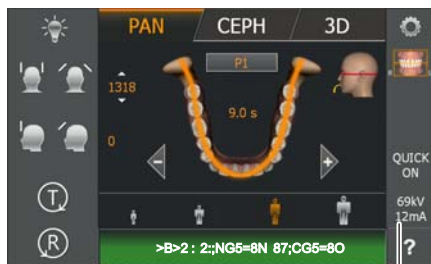 PAN CEPH 3D
P1
1318
9.0 s
0
QUICK
ON
T
69kV
12mA
R
>B>2 : 2:;NG5=8N 87;CG5=8O
?